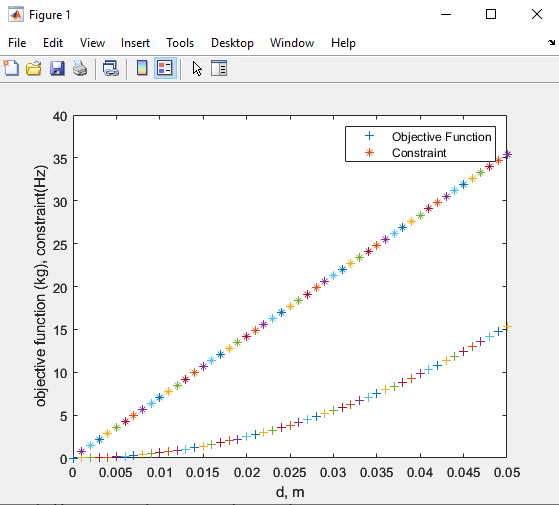 Figure 1
File Edit View Insert Tools Desktop Window Help
40
35
30
25
20
15
10
5
0
objective function (kg), constraint(Hz)
Objective Function
Constraint
0 0.005 0.01 0.015 0.02 0.025 0.03 0.035 0.04 0.045 0.05
d, m